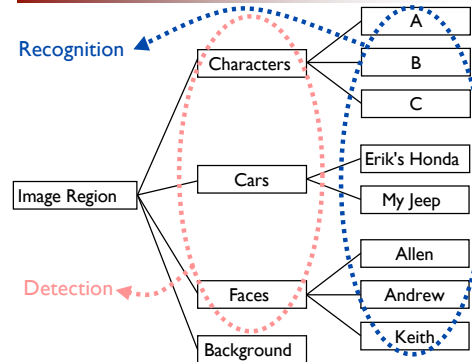 A
Recognition
Characters
B
C
Erik's Honda
Cars
Image Region
My Jeep
Allen
Detection
Faces
Andrew
Keith
Background